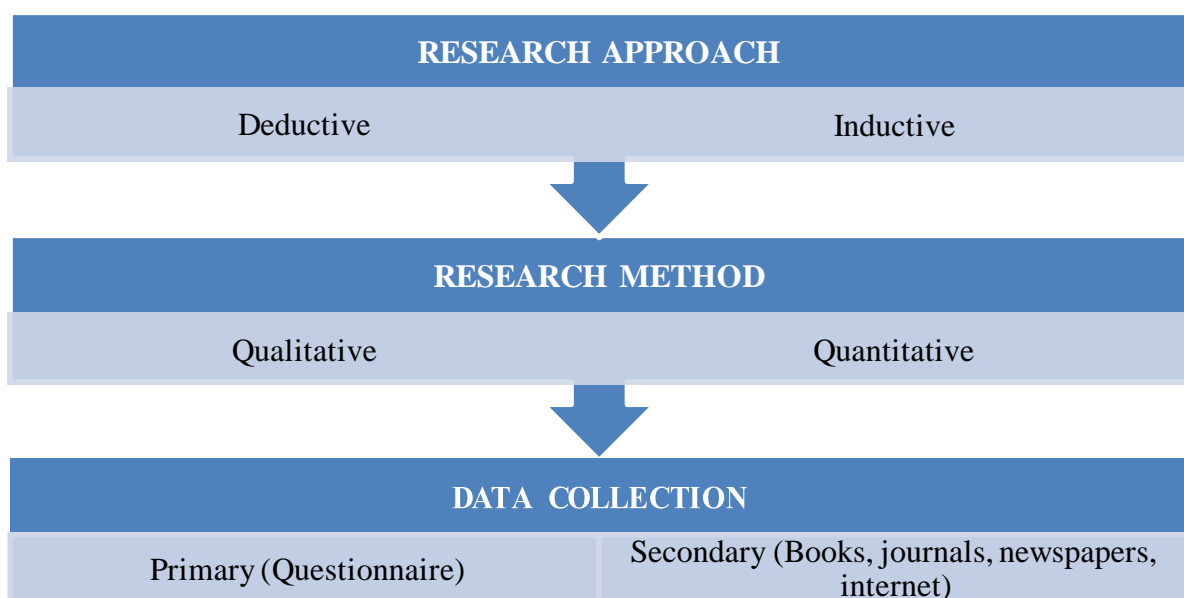 RESEARCH APPROACH
Deductive Inductive
RESEARCH METHOD
Qualitative Quantitative
DATA COLLECTION
Primary (Questionnaire)
Secondary (Books, journals, newspapers,
internet)